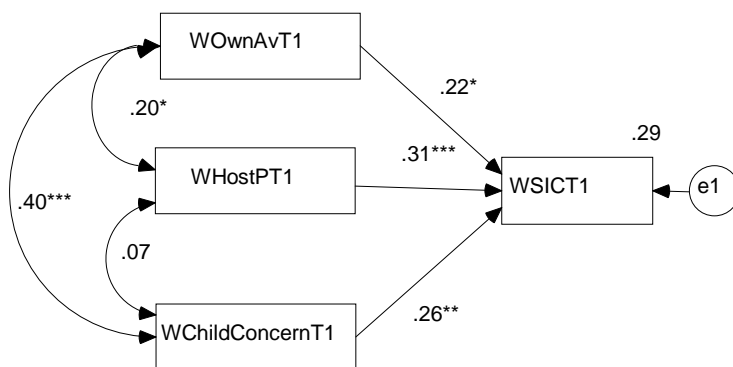 WOwnAvT1
.22*
.20*
.29
.31***
WHostPT1
WSICT1
e1
.40***
.07
.26**
WChildConcernT1